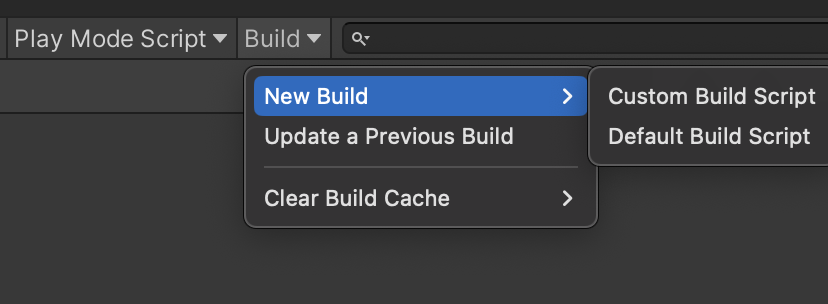 Play Mode Script Build
New Build
Update a Previous Build
Clear Build Cache
Custom Build Script
Default Build Script